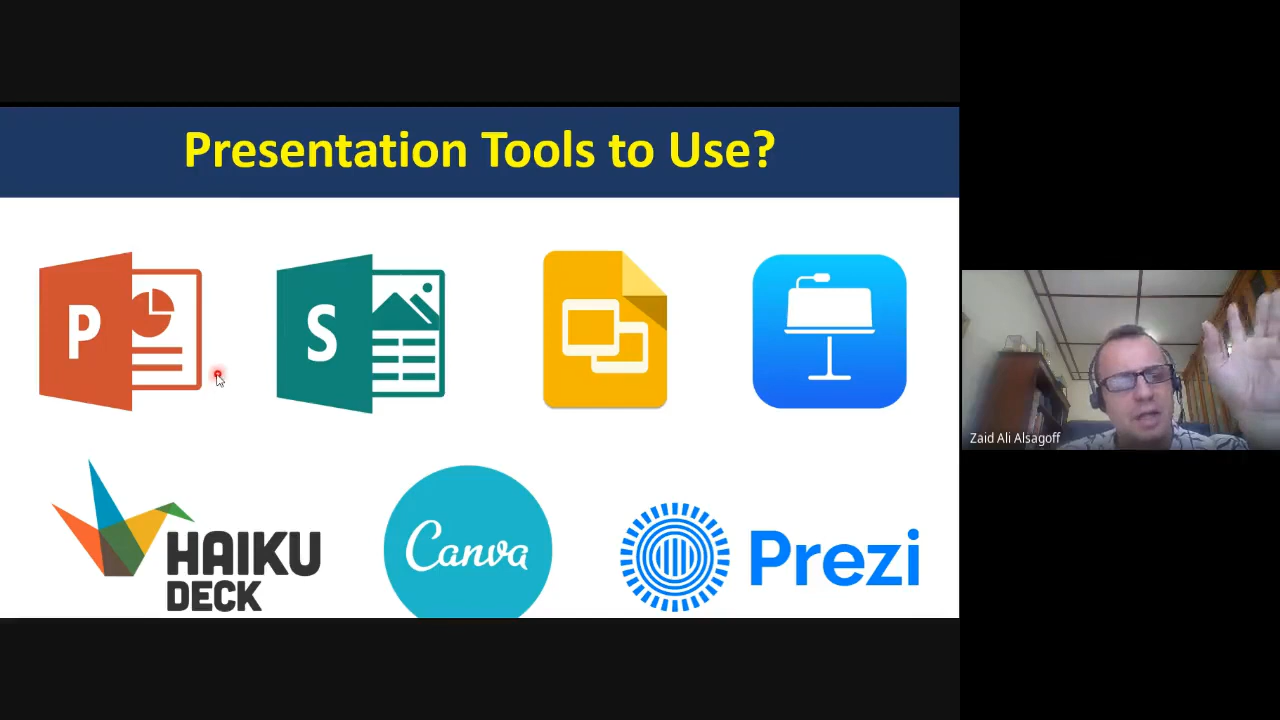 Presentation Tools to Use?
P
S
HAIKU
DECK
Canva
Prezi
Zaid Ali Alsagoff